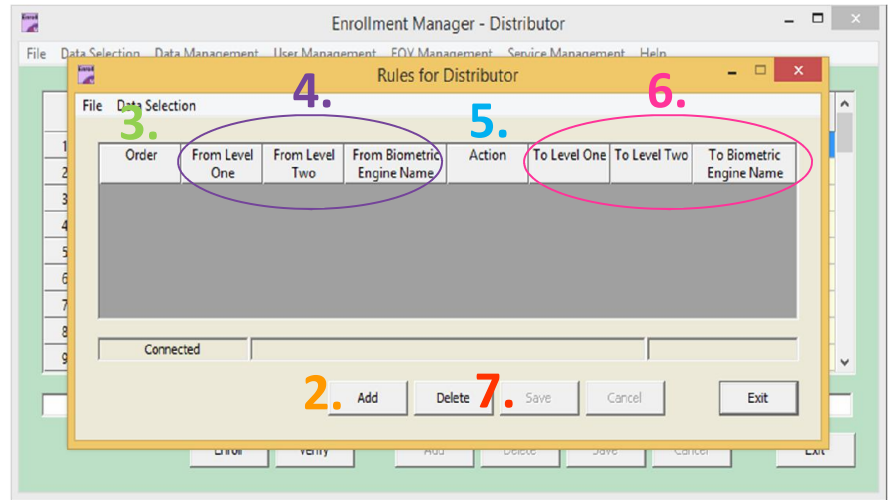 Enrollment Manager - Distributor
File Data Selection Data Management User Management EOY Management Service Management Help
Rules for Distributor
File Data Selection
3. 4. 5. 6.
Order From Level One From Level Two From Biometric Engine Name Action To Level One To Level Two To Biometric Engine Name
1
2
3
4
5
6
7
8
9
Connected
2. Add Delete 7. Save Cancel Exit
Enroll Verify Add Delete Save Cancel Exit